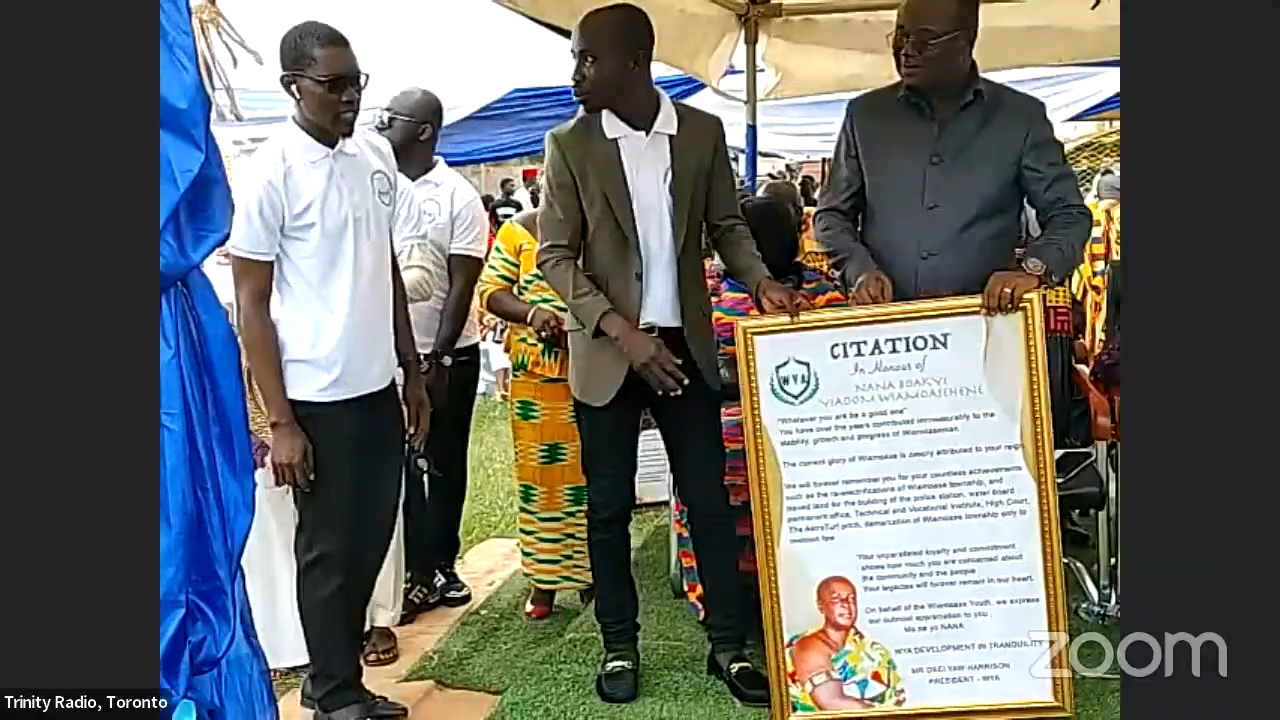 CITATION
In Honour of
NANA BOAKYE
YIADOM WIAMOASEHENE
WYA
"Whatever you are be a good one"
You have over the years contributed immeasurably to the
stability, growth and progress of Wiamoaseman
The current glory of Wiamoase is deeply attributed to your reign
We will forever remember you for your countless achievements
such as the re-electrifications of Wiamoase township, and
leased land for the building of the police station, water Board
permanent office, Technical and Vocational Institute, High Court,
The AstroTurf pitch, demarcation of Wiamoase township only to
mention few
Your unparalleled loyalty and commitment
shows how much you are concerned about
the community and the people
Your legacies will forever remain in our heart.
On behalf of the Wiamoase Youth, we express
our outmost appreciation to you
Mo ne yo NANA
WYA DEVELOPMENT IN TRANQUILITY
MR OSEI YAW HARRISON
PRESIDENT - WYA
zoom
Trinity Radio, Toronto